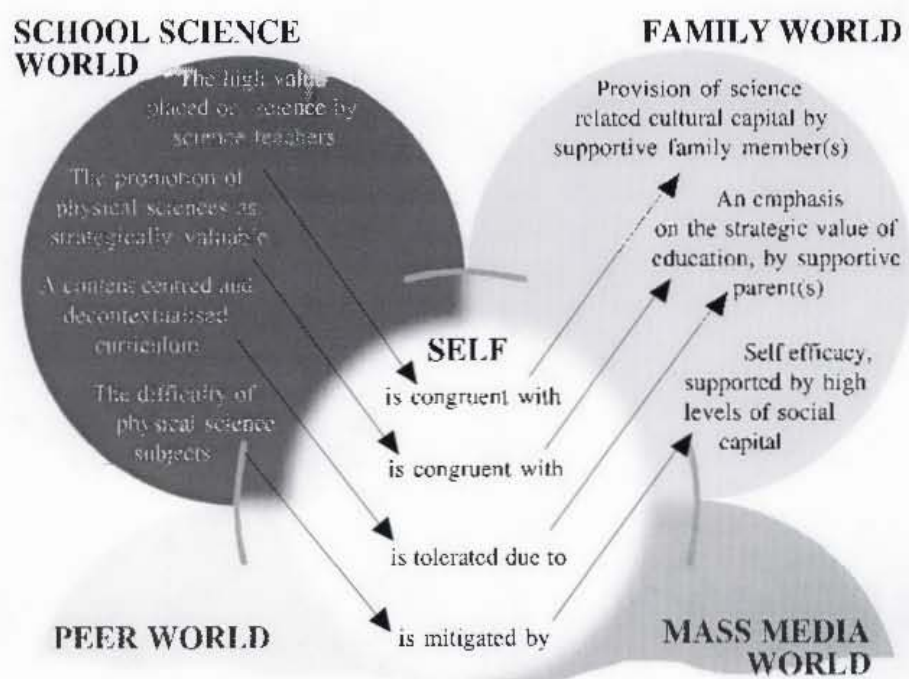 SCHOOL SCIENCE
WORLD
The high value
placed on science by
science teachers
The promotion of
physical sciences as
strategically valuable
A content centred and
decontextualised
curriculum
The difficulty of
physical science
subjects
FAMILY WORLD
Provision of science
related cultural capital by
supportive family member(s)
An emphasis
on the strategic value of
education, by supportive
parent(s)
Self efficacy,
supported by high
levels of social
capital
SELF
is congruent with
is congruent with
is tolerated due to
is mitigated by
PEER WORLD
MASS MEDIA
WORLD